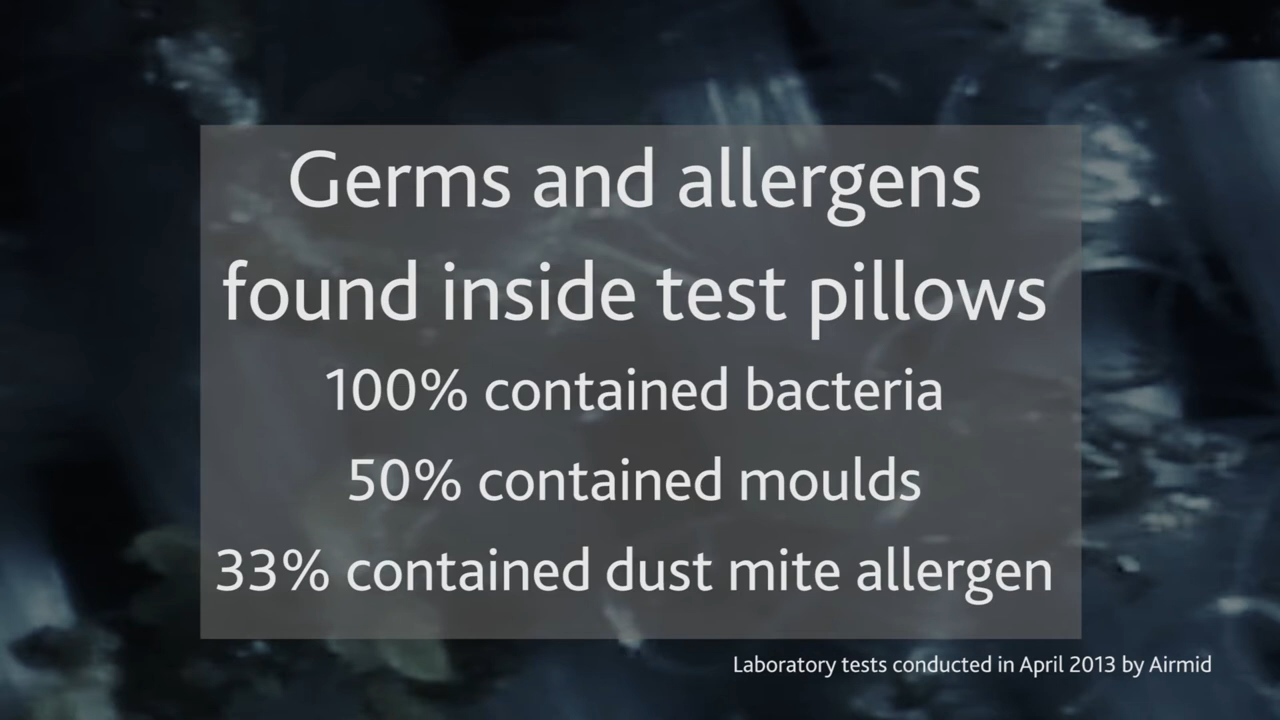 Germs and allergens
found inside test pillows
100% contained bacteria
50% contained moulds
33% contained dust mite allergen
Laboratory tests conducted in April 2013 by Airmid